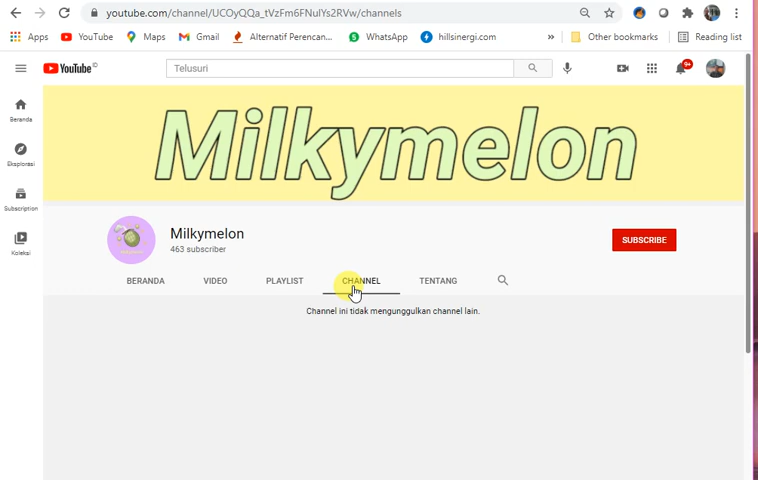 youtube.com/channel/UCOyQQa_tVzFm6FNulYs2RVw/channels
Apps YouTube Maps Gmail Alternatif Perencan... WhatsApp hillsinergi.com » Other bookmarks Reading list
YouTube ID Telusuri 9+
Beranda
Eksplorasi
Subscription
Koleksi
Milkymelon
Milkymelon
463 subscriber
SUBSCRIBE
BERANDA VIDEO PLAYLIST CHANNEL TENTANG
Channel ini tidak mengunggulkan channel lain.